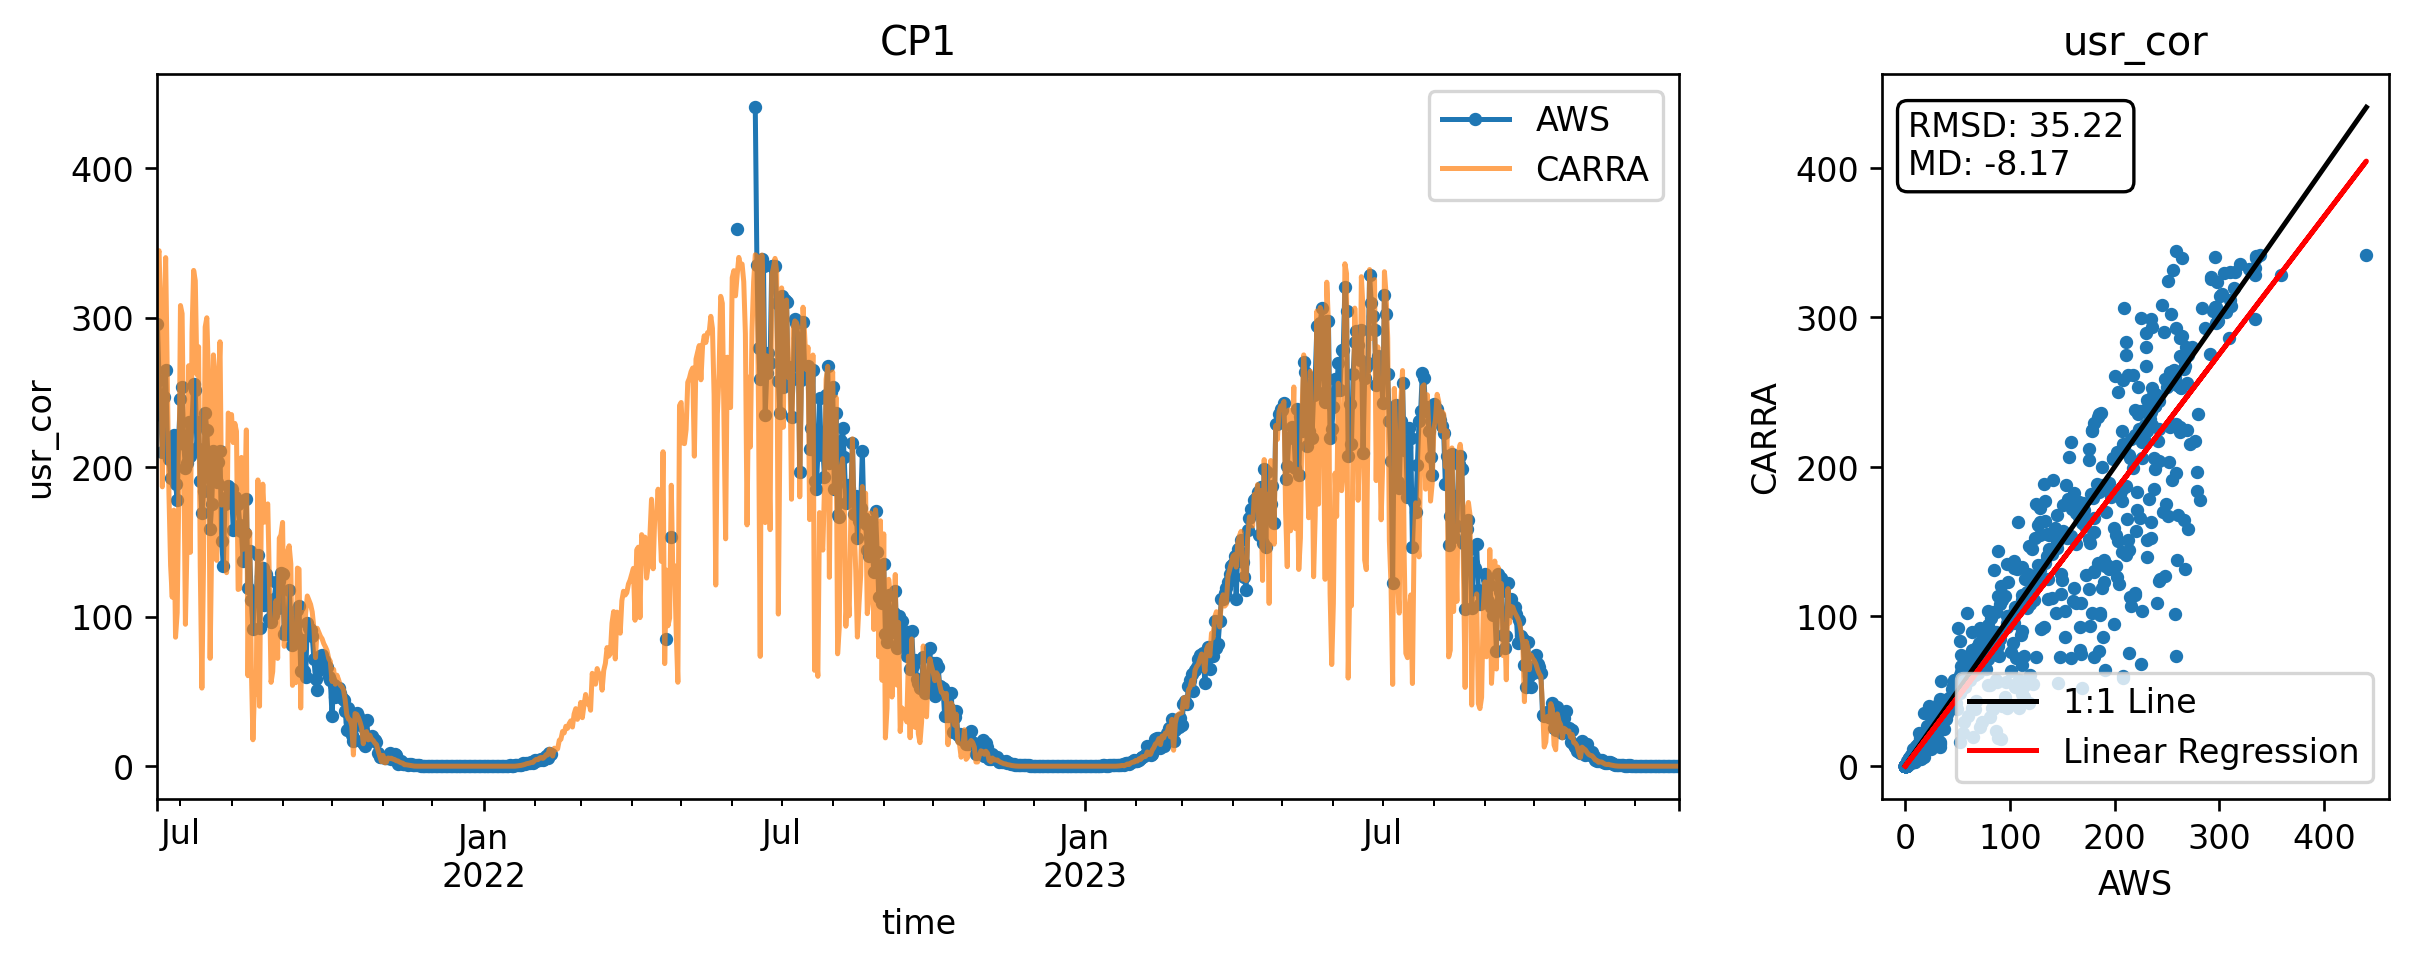 CP1
usr_cor
400
300
200
100
0
AWS
CARRA
Jul
Jan
2022
Jul
Jan
2023
Jul
time
usr_cor
CARRA
400
300
200
100
0
RMSD: 35.22
MD: -8.17
1:1 Line
Linear Regression
0 100 200 300 400
AWS